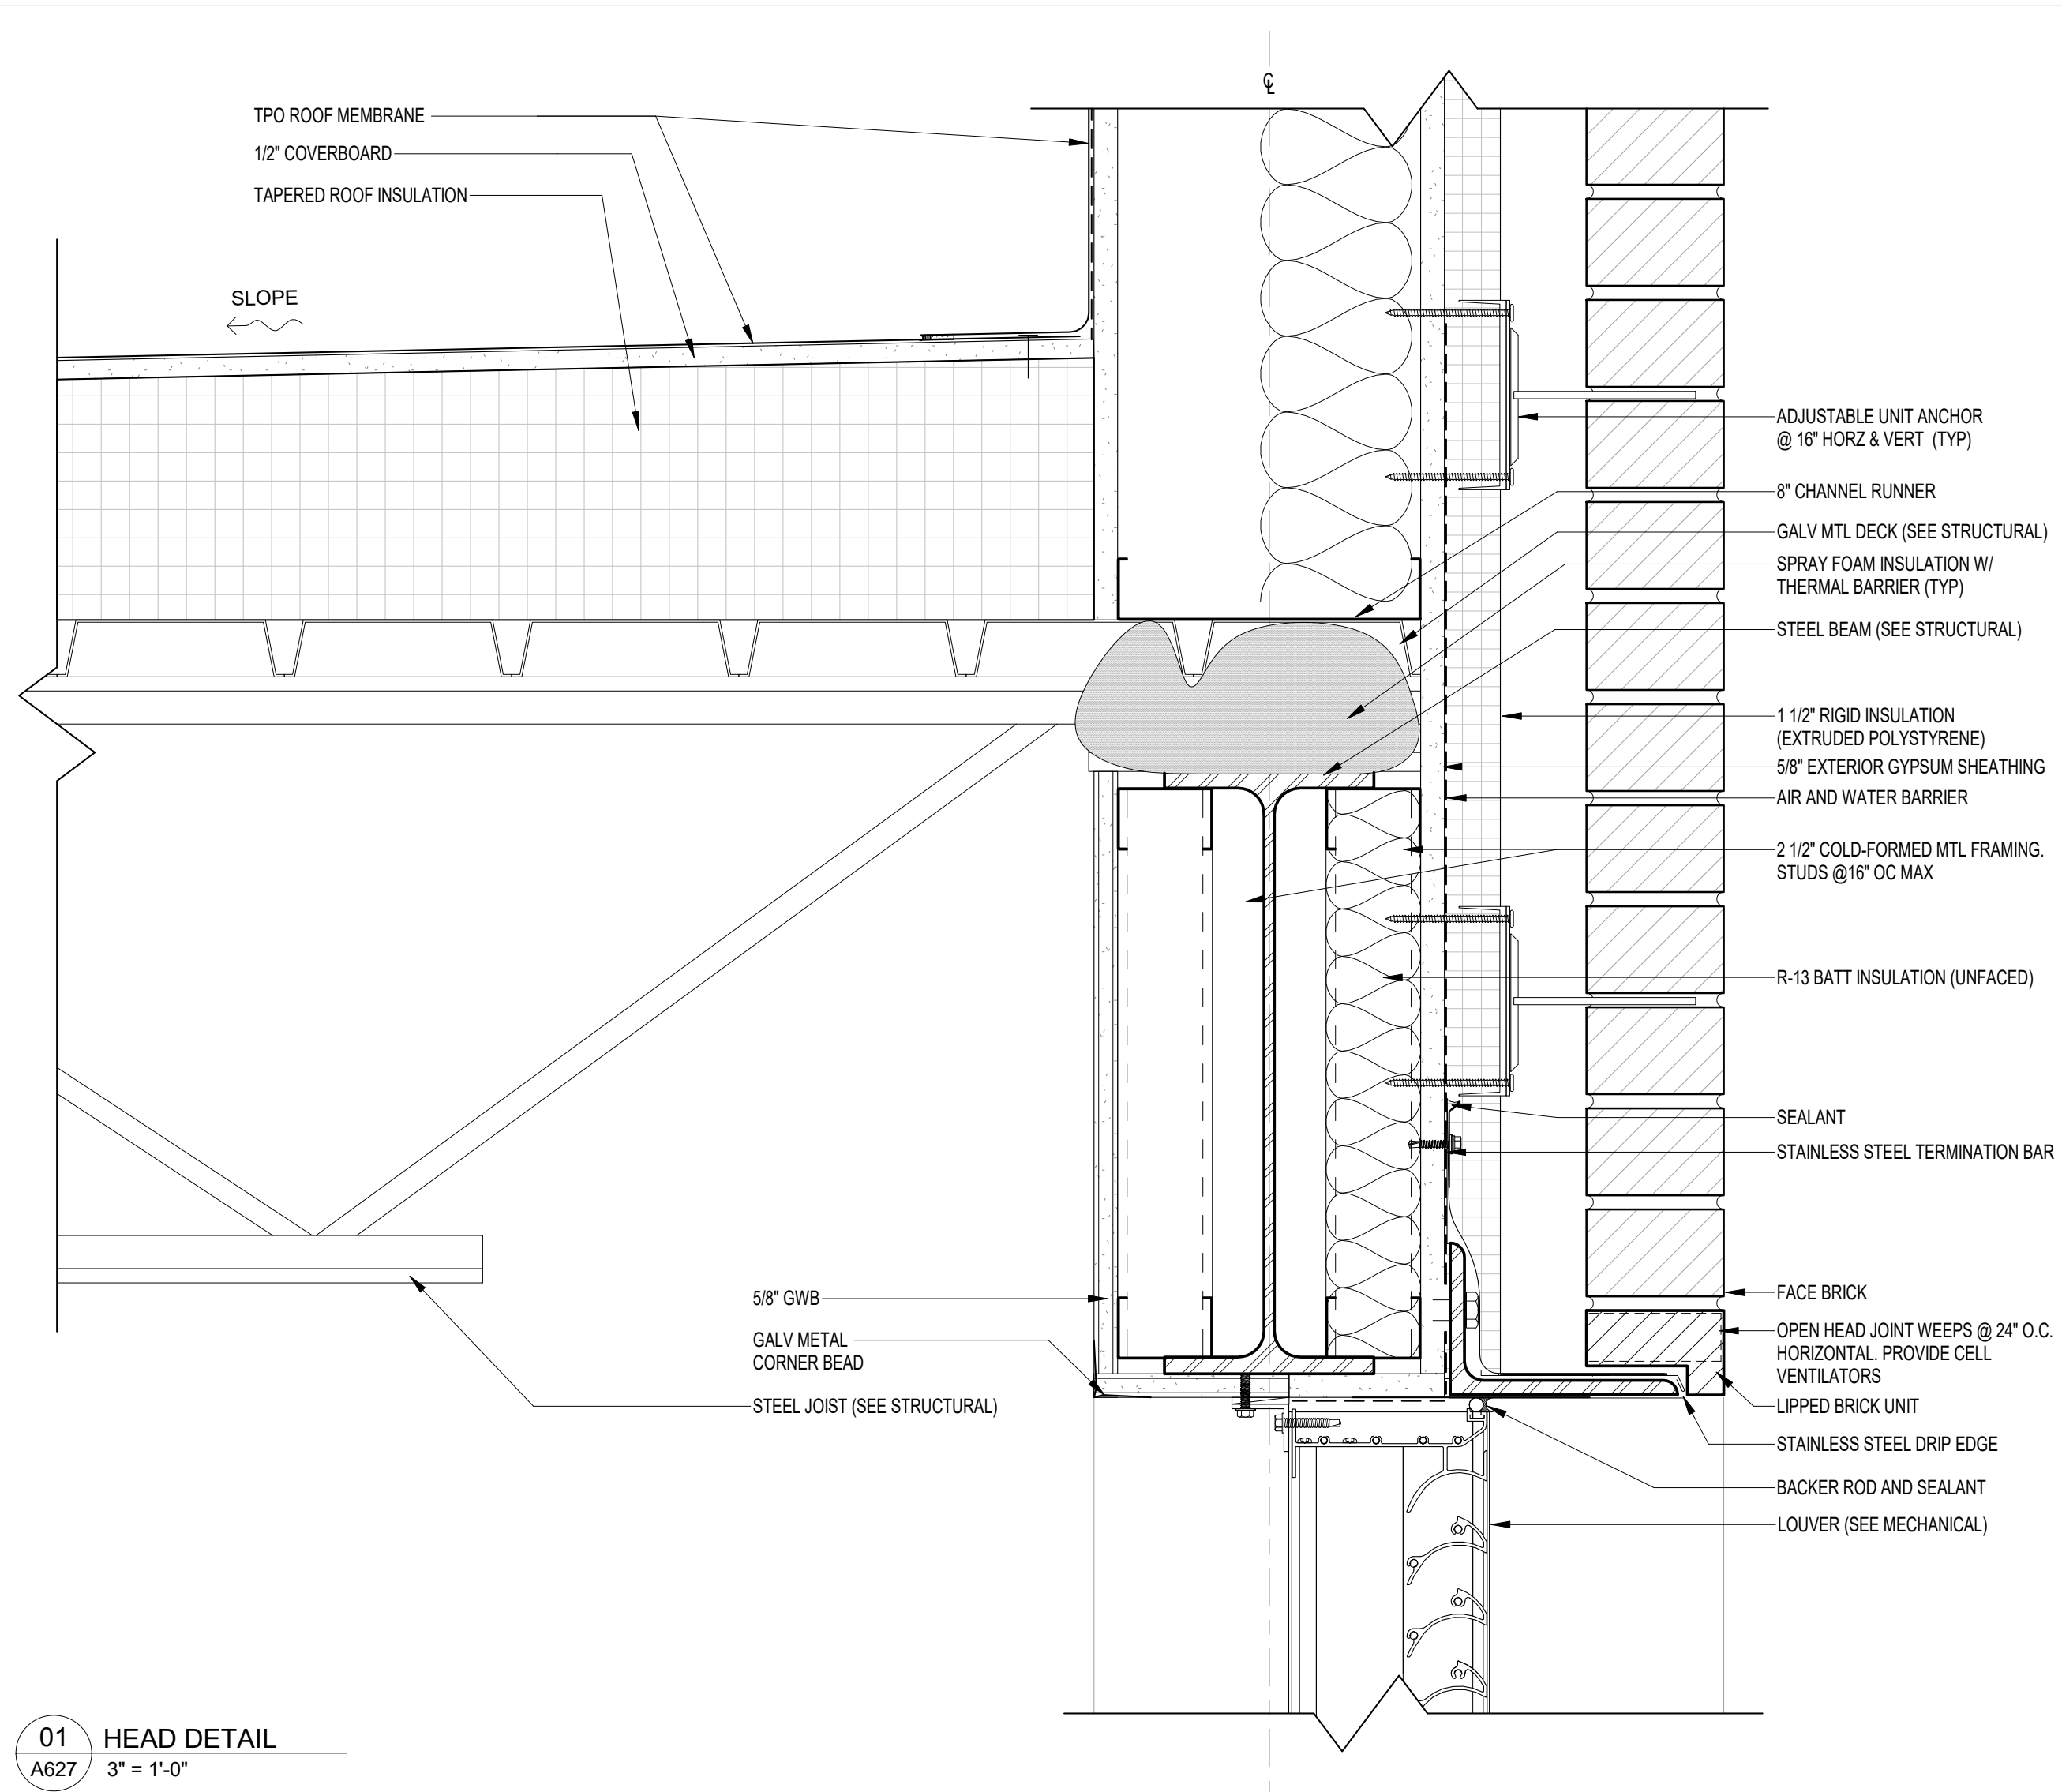 ℄
TPO ROOF MEMBRANE
1/2" COVERBOARD
TAPERED ROOF INSULATION
SLOPE
ADJUSTABLE UNIT ANCHOR
@ 16" HORZ & VERT (TYP)
8" CHANNEL RUNNER
GALV MTL DECK (SEE STRUCTURAL)
SPRAY FOAM INSULATION W/
THERMAL BARRIER (TYP)
STEEL BEAM (SEE STRUCTURAL)
1 1/2" RIGID INSULATION
(EXTRUDED POLYSTYRENE)
5/8" EXTERIOR GYPSUM SHEATHING
AIR AND WATER BARRIER
2 1/2" COLD-FORMED MTL FRAMING.
STUDS @16" OC MAX
R-13 BATT INSULATION (UNFACED)
SEALANT
STAINLESS STEEL TERMINATION BAR
FACE BRICK
OPEN HEAD JOINT WEEPS @ 24" O.C.
HORIZONTAL. PROVIDE CELL
VENTILATORS
LIPPED BRICK UNIT
STAINLESS STEEL DRIP EDGE
BACKER ROD AND SEALANT
LOUVER (SEE MECHANICAL)
5/8" GWB
GALV METAL
CORNER BEAD
STEEL JOIST (SEE STRUCTURAL)
01 HEAD DETAIL
A627 3" = 1'-0"